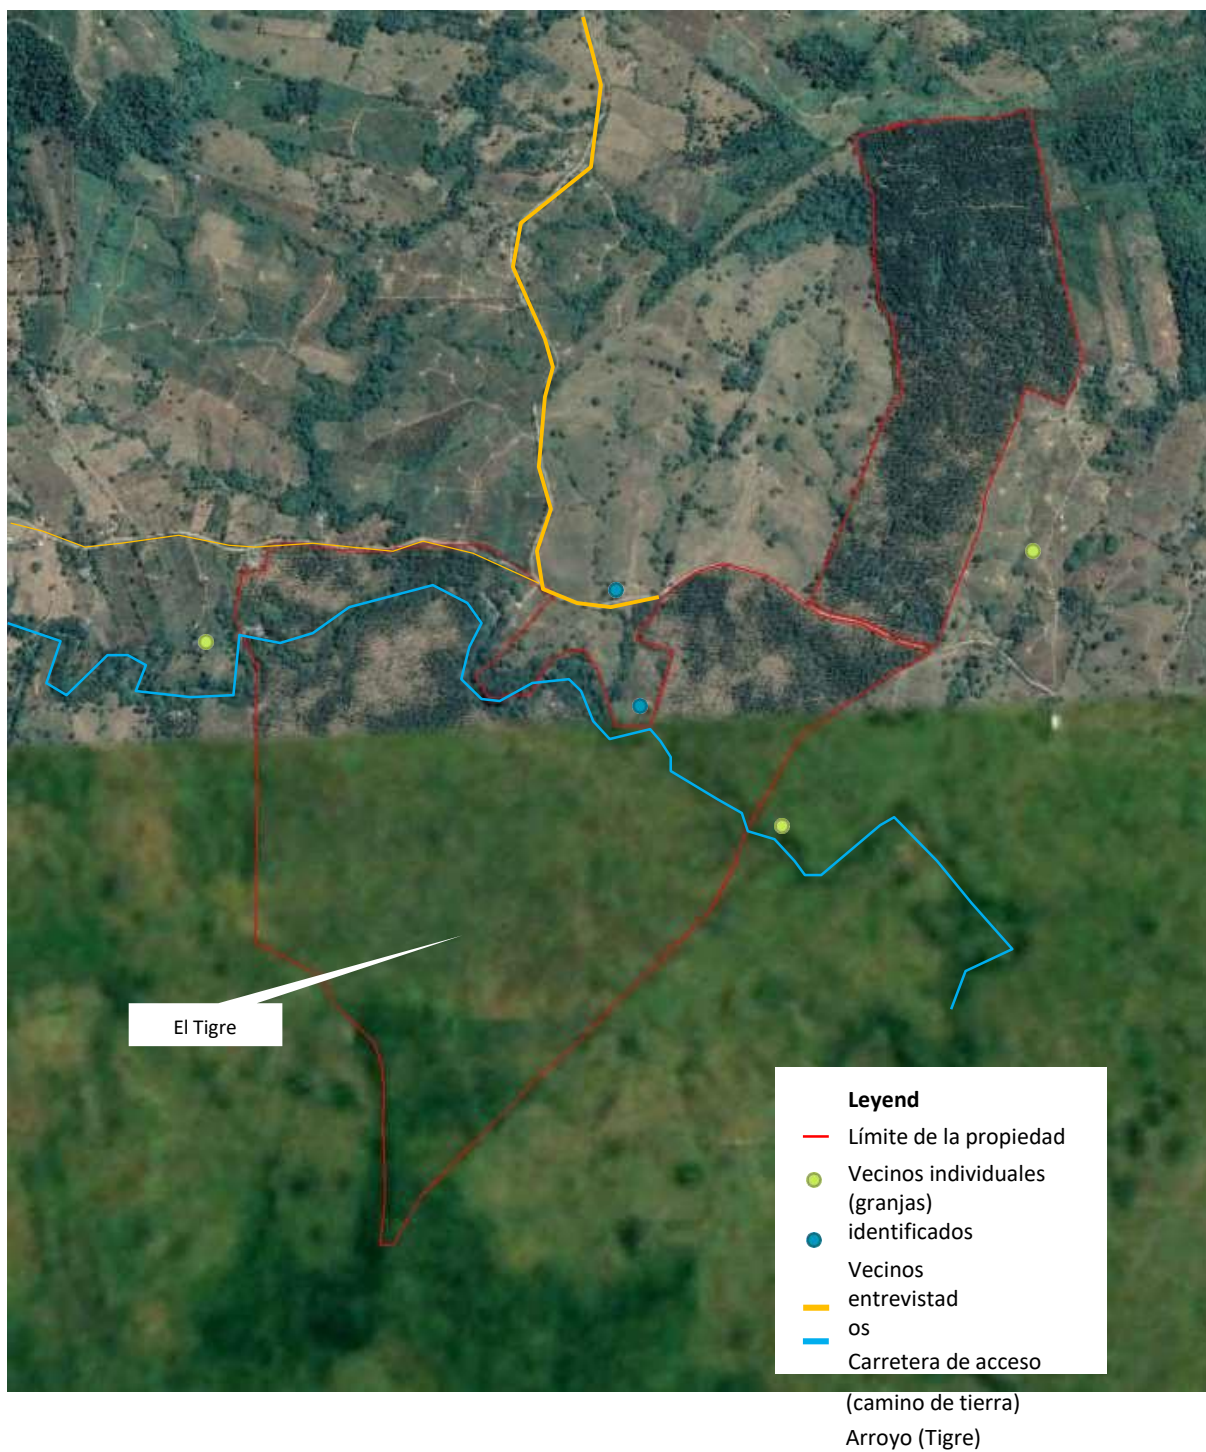 El Tigre
Leyend
Límite de la propiedad
Vecinos individuales
(granjas)
identificados
Vecinos
entrevistad
os
Carretera de acceso
(camino de tierra)
Arroyo (Tigre)